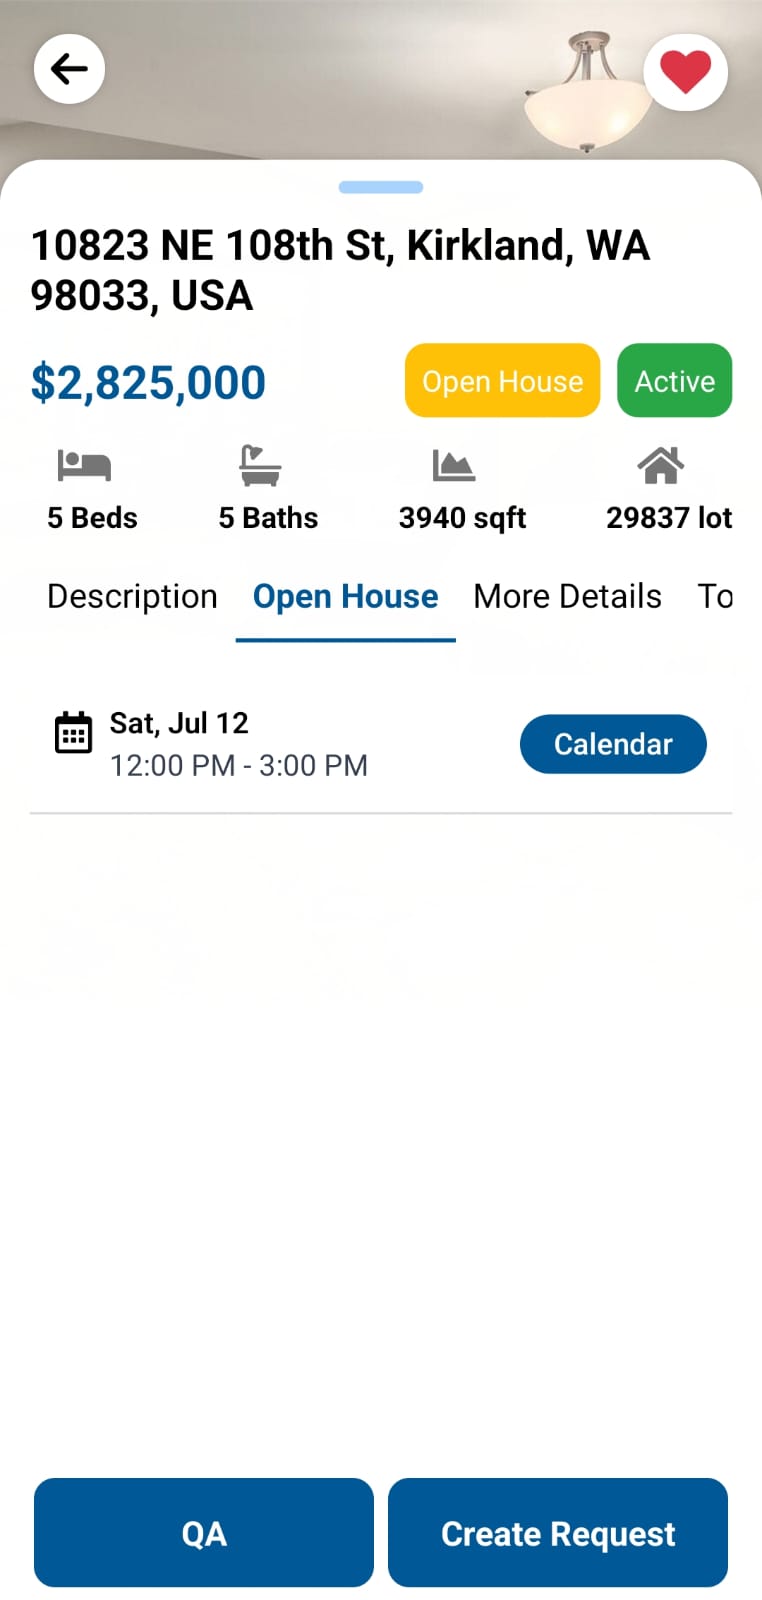 10823 NE 108th St, Kirkland, WA
98033, USA
$2,825,000
Open House
Active
5 Beds
5 Baths
3940 sqft
29837 lot
Description
Open House
More Details
To
Sat, Jul 12
12:00 PM - 3:00 PM
Calendar
QA
Create Request